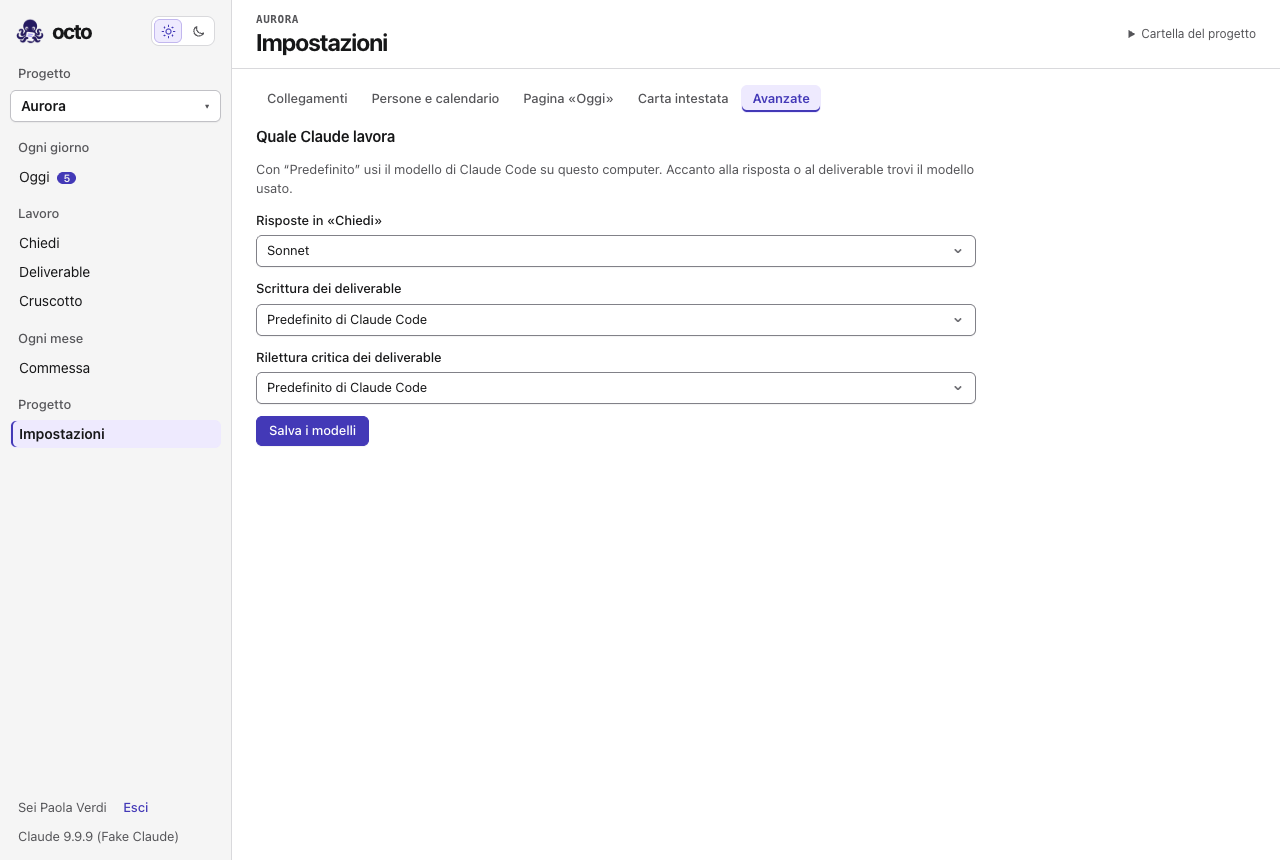 octo
Progetto
Aurora
Ogni giorno
Oggi 5
Lavoro
Chiedi
Deliverable
Cruscotto
Ogni mese
Commessa
Progetto
Impostazioni
Sei Paola Verdi Esci
Claude 9.9.9 (Fake Claude)
AURORA
Impostazioni
Cartella del progetto
Collegamenti Persone e calendario Pagina «Oggi» Carta intestata Avanzate
Quale Claude lavora
Con “Predefinito” usi il modello di Claude Code su questo computer. Accanto alla risposta o al deliverable trovi il modello
usato.
Risposte in «Chiedi»
Sonnet
Scrittura dei deliverable
Predefinito di Claude Code
Rilettura critica dei deliverable
Predefinito di Claude Code
Salva i modelli